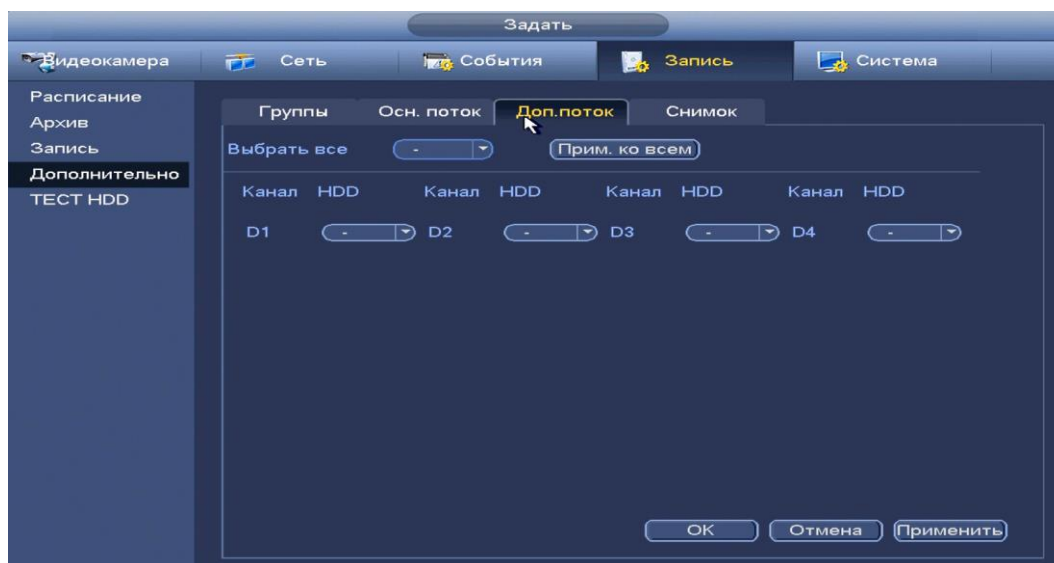 Задать
Видеокамера Сеть События Запись Система
Расписание
Архив
Запись
Дополнительно
ТЕСТ HDD
Группы Осн. поток Доп.поток Снимок
Выбрать все - Прим. ко всем
Канал HDD Канал HDD Канал HDD Канал HDD
D1 - D2 - D3 - D4 -
OK Отмена Применить